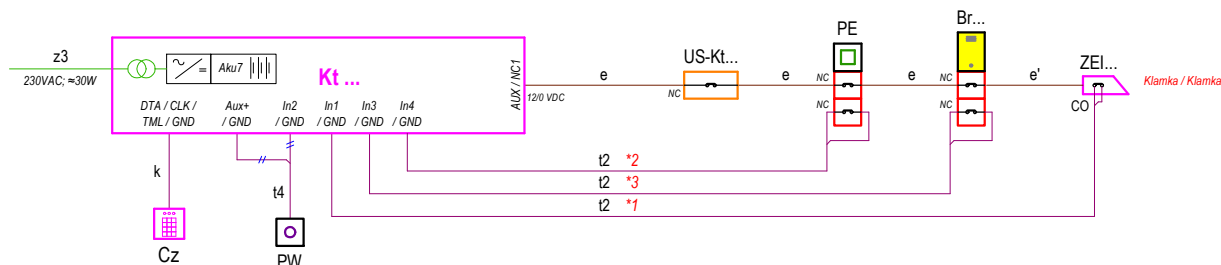 z3
230VAC; ≈30W
Aku7
Kt ...
AUX / NC1
12/0 VDC
DTA / CLK /
TML / GND
Aux+
/ GND
In2
/ GND
In1
/ GND
In3
/ GND
In4
/ GND
e
US-Kt...
NC
e
PE
NC
NC
e
Br...
NC
NC
e'
ZEI...
CO
Klamka / Klamka
t2 *2
t2 *3
t2 *1
k
t4
Cz
PW